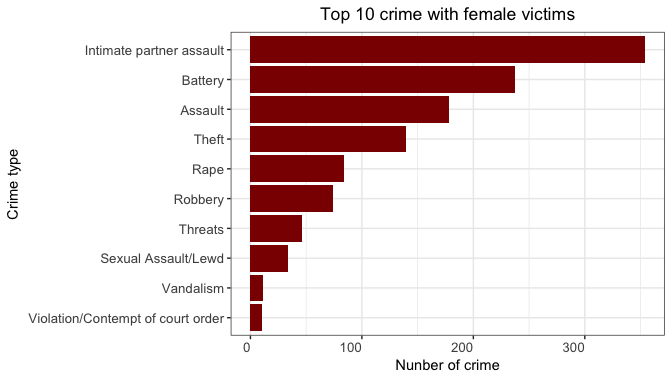 Top 10 crime with female victims
Crime type
Intimate partner assault
Battery
Assault
Theft
Rape
Robbery
Threats
Sexual Assault/Lewd
Vandalism
Violation/Contempt of court order
0 100 200 300
Nunber of crime